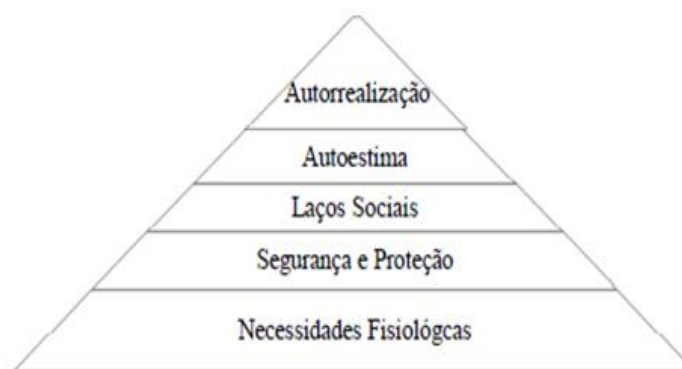 Autorrealização
Autoestima
Laços Sociais
Segurança e Proteção
Necessidades Fisiológcas